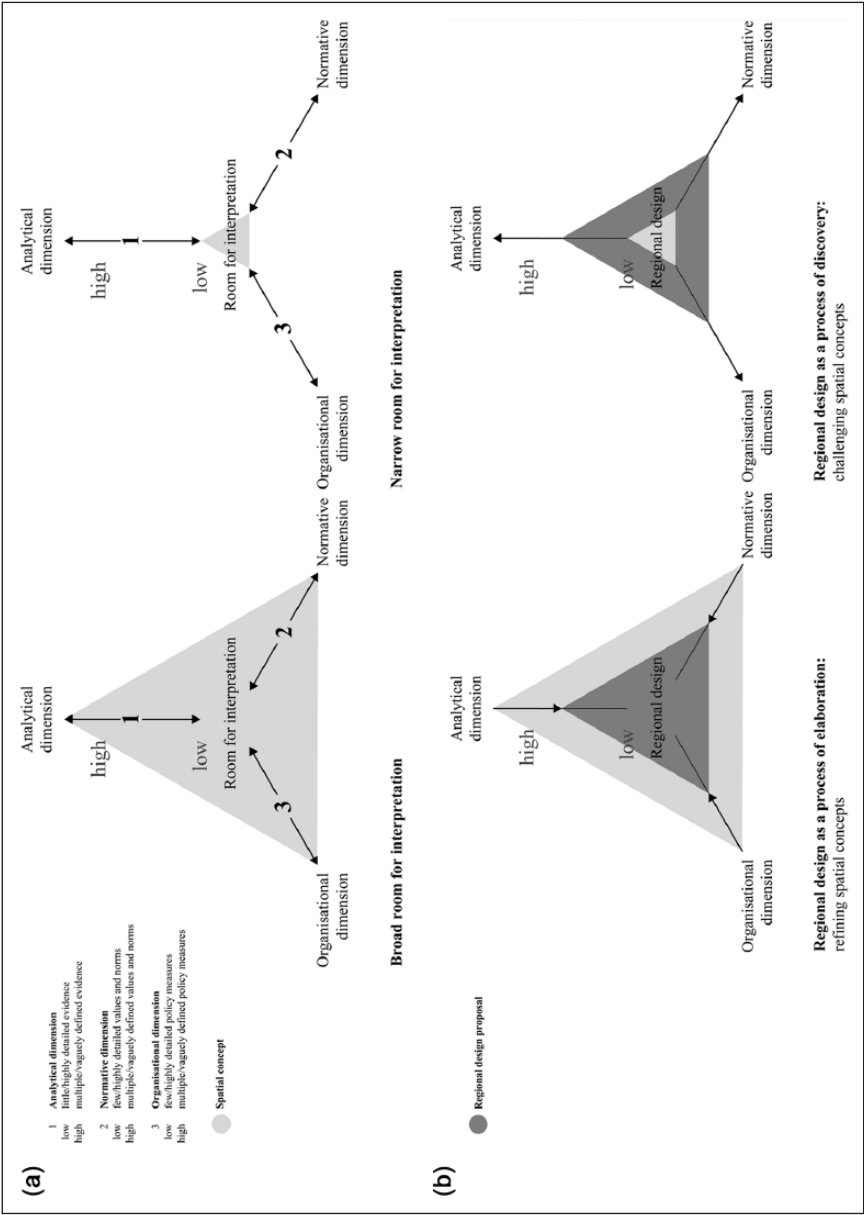 (a)
1 Analytical dimension
low little/highly detailed evidence
high multiple/vaguely defined evidence
2 Normative dimension
low few/highly detailed values and norms
high multiple/vaguely defined values and norms
3 Organisational dimension
low few/highly detailed policy measures
high multiple/vaguely defined policy measures
Spatial concept
Analytical
dimension
high
1
low
Room for interpretation
3
2
Organisational
dimension
Normative
dimension
Broad room for interpretation
Analytical
dimension
high
1
low
Room for interpretation
3
2
Organisational
dimension
Normative
dimension
Narrow room for interpretation
(b)
Regional design proposal
Analytical
dimension
high
low
Regional design
Organisational
dimension
Normative
dimension
Regional design as a process of elaboration:
refining spatial concepts
Analytical
dimension
high
low
Regional design
Organisational
dimension
Normative
dimension
Regional design as a process of discovery:
challenging spatial concepts